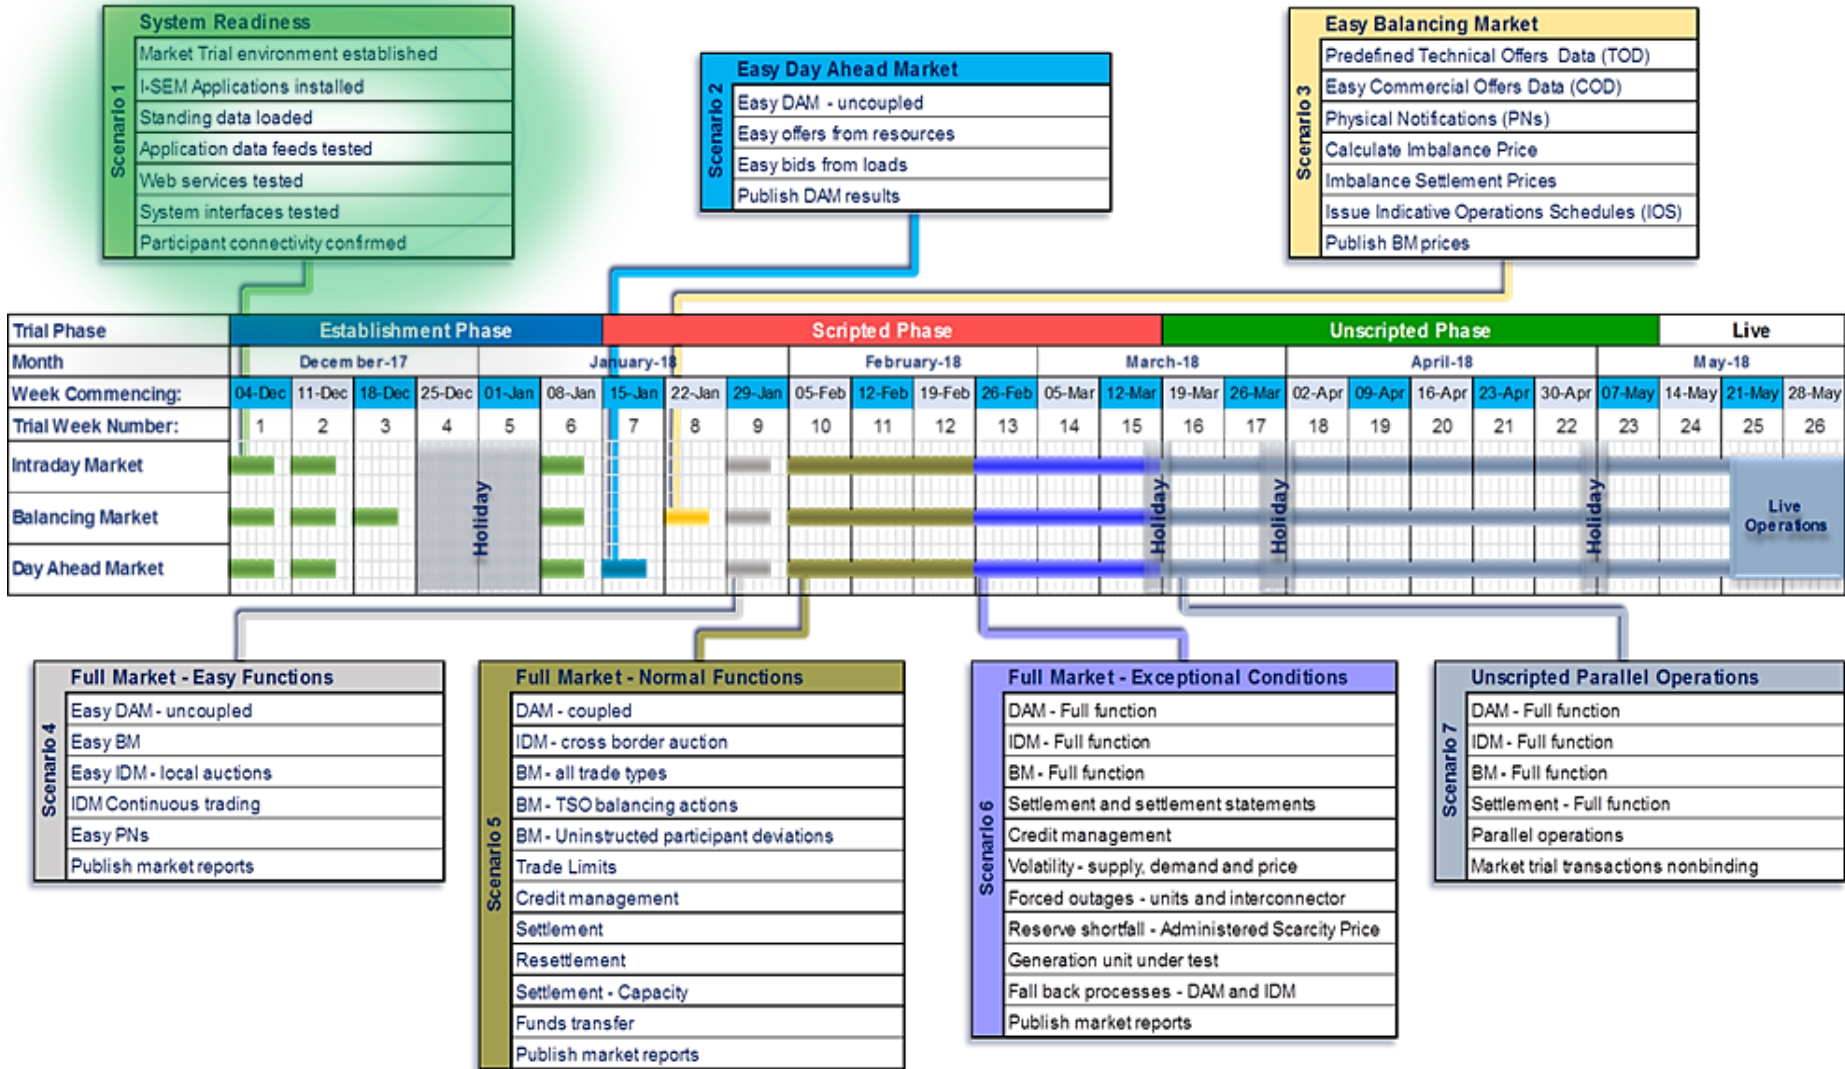 System Readiness
Scenario 1
Market Trial environment established
I-SEM Applications installed
Standing data loaded
Application data feeds tested
Web services tested
System interfaces tested
Participant connectivity confirmed
Easy Day Ahead Market
Scenario 2
Easy DAM - uncoupled
Easy offers from resources
Easy bids from loads
Publish DAM results
Easy Balancing Market
Scenario 3
Predefined Technical Offers Data (TOD)
Easy Commercial Offers Data (COD)
Physical Notifications (PNs)
Calculate Imbalance Price
Imbalance Settlement Prices
Issue Indicative Operations Schedules (IOS)
Publish BM prices
Trial Phase Establishment Phase Scripted Phase Unscripted Phase Live
Month December-17 January-18 February-18 March-18 April-18 May-18
Week Commencing: 04-Dec 11-Dec 18-Dec 25-Dec 01-Jan 08-Jan 15-Jan 22-Jan 29-Jan 05-Feb 12-Feb 19-Feb 26-Feb 05-Mar 12-Mar 19-Mar 26-Mar 02-Apr 09-Apr 16-Apr 23-Apr 30-Apr 07-May 14-May 21-May 28-May
Trial Week Number: 1 2 3 4 5 6 7 8 9 10 11 12 13 14 15 16 17 18 19 20 21 22 23 24 25 26
Intraday Market
Balancing Market
Day Ahead Market
Holiday
Holiday
Holiday
Holiday
Live
Operations
Full Market - Easy Functions
Scenario 4
Easy DAM - uncoupled
Easy BM
Easy IDM - local auctions
IDM Continuous trading
Easy PNs
Publish market reports
Full Market - Normal Functions
Scenario 5
DAM - coupled
IDM - cross border auction
BM - all trade types
BM - TSO balancing actions
BM - Uninstructed participant deviations
Trade Limits
Credit management
Settlement
Resettlement
Settlement - Capacity
Funds transfer
Publish market reports
Full Market - Exceptional Conditions
Scenario 6
DAM - Full function
IDM - Full function
BM - Full function
Settlement and settlement statements
Credit management
Volatility - supply, demand and price
Forced outages - units and interconnector
Reserve shortfall - Administered Scarcity Price
Generation unit under test
Fall back processes - DAM and IDM
Publish market reports
Unscripted Parallel Operations
Scenario 7
DAM - Full function
IDM - Full function
BM - Full function
Settlement - Full function
Parallel operations
Market trial transactions nonbinding